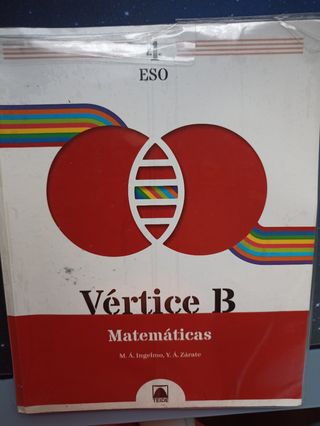 4
ESO
Vértice B
Matemáticas
M. Á. Ingelmo, Y. Á. Zárate
TEIDE